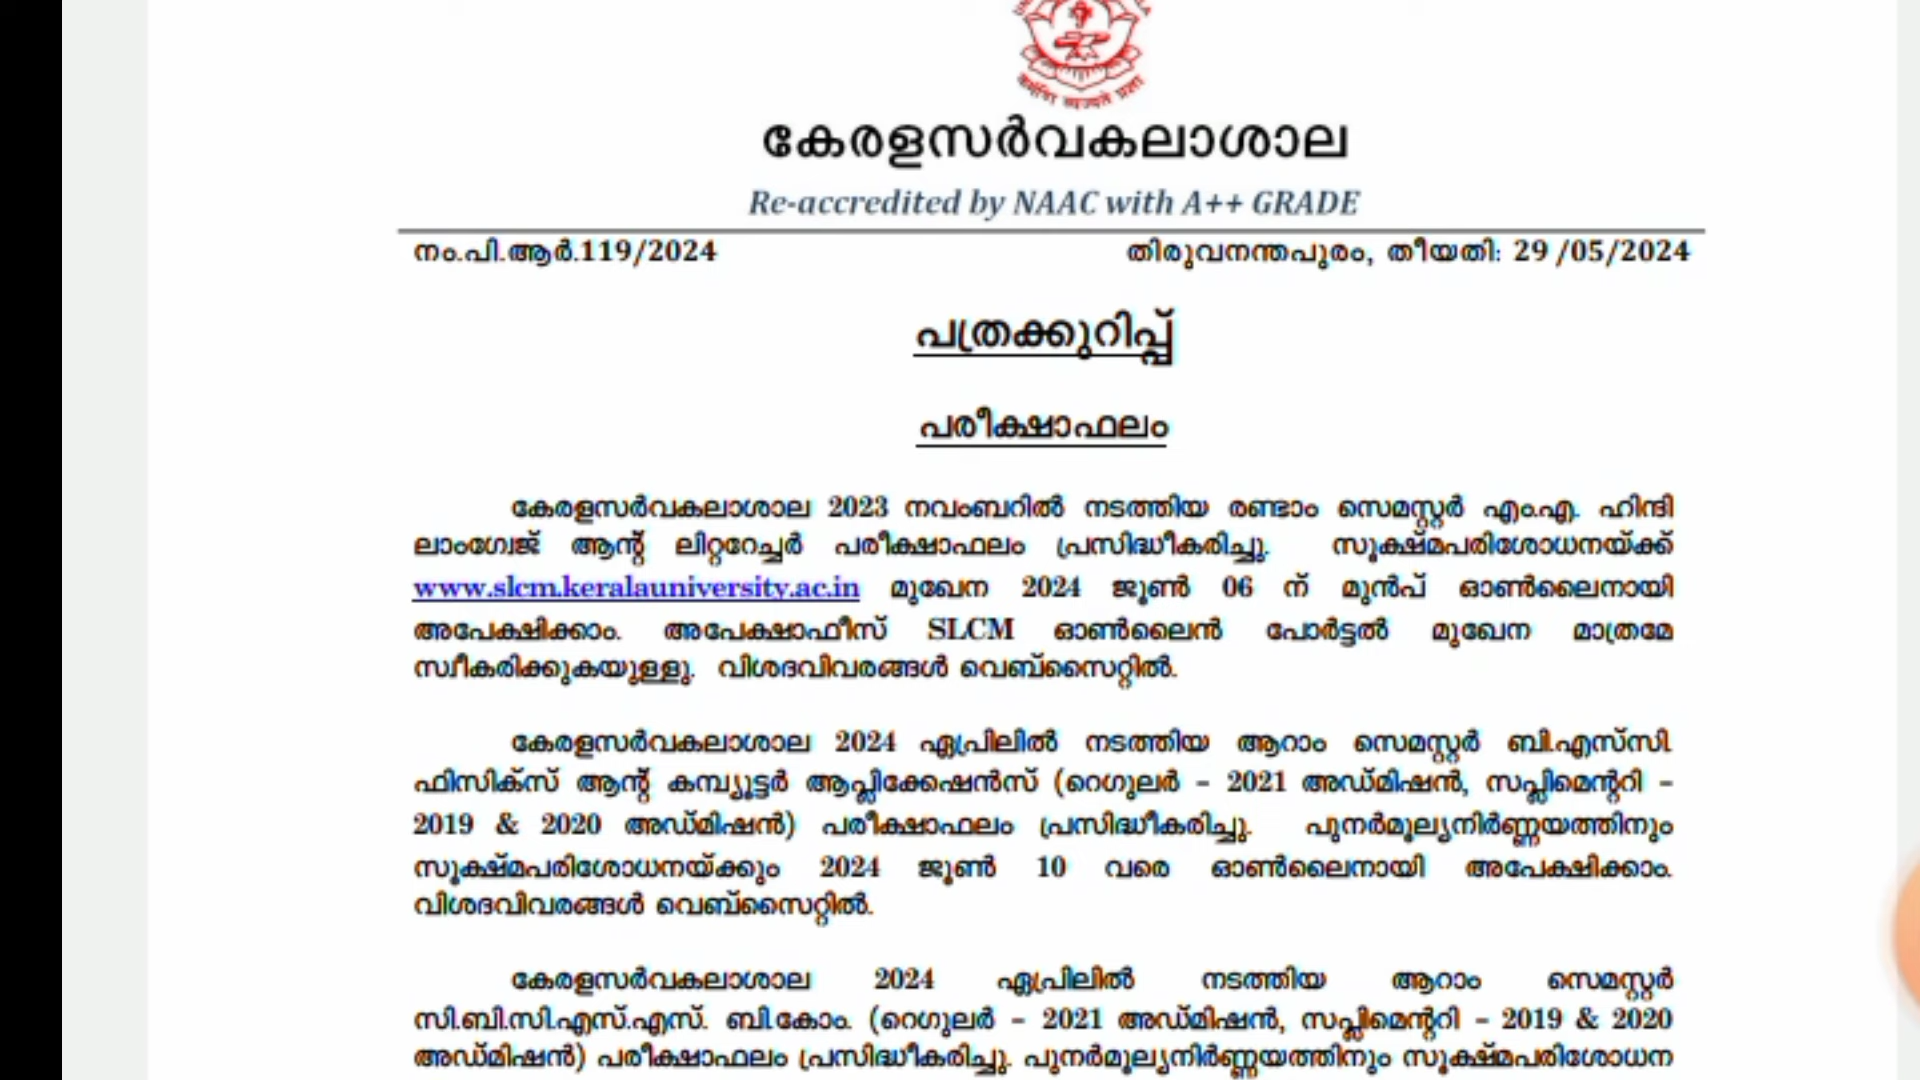 कर्मणि व्यज्यते प्रज्ञा
കേരളസർവകലാശാല
Re-accredited by NAAC with A++ GRADE
നം.പി.ആർ.119/2024 തിരുവനന്തപുരം, തീയതി: 29 /05/2024
പത്രക്കുറിപ്പ്
പരീക്ഷാഫലം
കേരളസർവകലാശാല 2023 നവംബറിൽ നടത്തിയ രണ്ടാം സെമസ്റ്റർ എം.എ. ഹിന്ദി
ലാംഗ്വേജ് ആന്റ് ലിറ്ററേച്ചർ പരീക്ഷാഫലം പ്രസിദ്ധീകരിച്ചു. സൂക്ഷ്മപരിശോധനയ്ക്ക്
www.slcm.keralauniversity.ac.in മുഖേന 2024 ജൂൺ 06 ന് മുൻപ് ഓൺലൈനായി
അപേക്ഷിക്കാം. അപേക്ഷാഫീസ് SLCM ഓൺലൈൻ പോർട്ടൽ മുഖേന മാത്രമേ
സ്വീകരിക്കുകയുള്ളു. വിശദവിവരങ്ങൾ വെബ്സൈറ്റിൽ.
കേരളസർവകലാശാല 2024 ഏപ്രിലിൽ നടത്തിയ ആറാം സെമസ്റ്റർ ബി.എസ്‌സി.
ഫിസിക്സ് ആന്റ് കമ്പ്യൂട്ടർ ആപ്ലിക്കേഷൻസ് (റെഗുലർ – 2021 അഡ്മിഷൻ, സപ്ലിമെന്ററി –
2019 & 2020 അഡ്മിഷൻ) പരീക്ഷാഫലം പ്രസിദ്ധീകരിച്ചു. പുനർമൂല്യനിർണ്ണയത്തിനും
സൂക്ഷ്മപരിശോധനയ്ക്കും 2024 ജൂൺ 10 വരെ ഓൺലൈനായി അപേക്ഷിക്കാം.
വിശദവിവരങ്ങൾ വെബ്സൈറ്റിൽ.
കേരളസർവകലാശാല 2024 ഏപ്രിലിൽ നടത്തിയ ആറാം സെമസ്റ്റർ
സി.ബി.സി.എസ്.എസ്. ബി.കോം. (റെഗുലർ – 2021 അഡ്മിഷൻ, സപ്ലിമെന്ററി – 2019 & 2020
അഡ്മിഷൻ) പരീക്ഷാഫലം പ്രസിദ്ധീകരിച്ചു. പുനർമൂല്യനിർണ്ണയത്തിനും സൂക്ഷ്മപരിശോധന